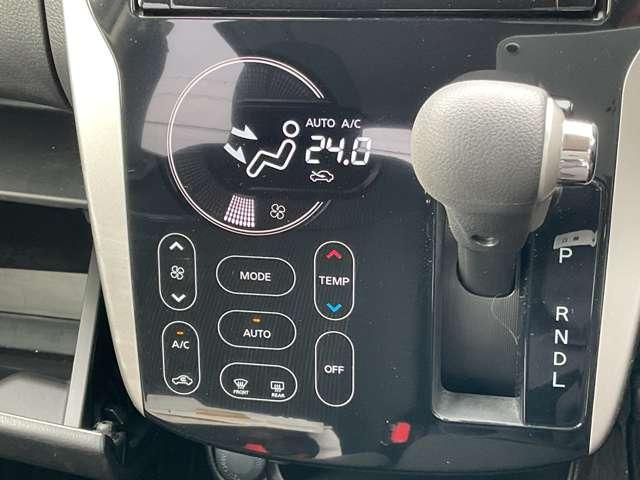 AUTO A/C
24.0
MODE
TEMP
AUTO
A/C
OFF
FRONT
REAR
P
R
N
D
L